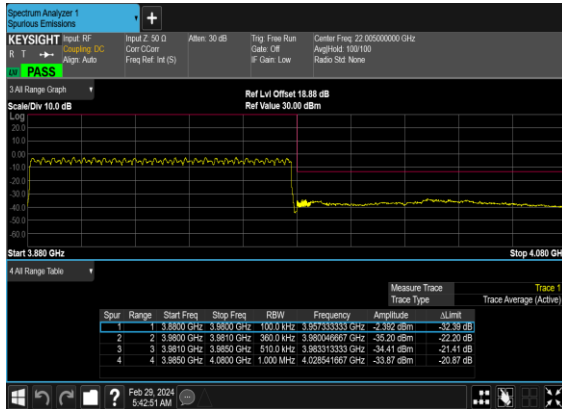 Spectrum Analyzer 1
Spurious Emissions
KEYSIGHT Input: RF Input Z: 50 Ω Atten: 30 dB Trig: Free Run Center Freq: 22.005000000 GHz
R T Coupling: DC Corr CCorr Gate: Off Avg|Hold: 100/100
Align: Auto Freq Ref: Int (S) IF Gain: Low Radio Std: None
PASS
3 All Range Graph Ref Lvl Offset 18.88 dB
Scale/Div 10.0 dB Ref Value 30.00 dBm
Log
20.0
10.0
0.00
-10.0
-20.0
-30.0
-40.0
-50.0
-60.0
Start 3.880 GHz Stop 4.080 GH
4 All Range Table
Measure Trace Trace 1
Trace Type Trace Average (Active)
Spur Range Start Freq Stop Freq RBW Frequency Amplitude ΔLimit
1 1 3.8800 GHz 3.9800 GHz 100.0 kHz 3.957333333 GHz -2.392 dBm -32.39 dB
2 2 3.9800 GHz 3.9810 GHz 360.0 kHz 3.980046667 GHz -35.20 dBm -22.20 dB
3 3 3.9810 GHz 3.9850 GHz 510.0 kHz 3.983313333 GHz -34.41 dBm -21.41 dB
4 4 3.9850 GHz 4.0800 GHz 1.000 MHz 4.028541667 GHz -33.87 dBm -20.87 dB
? Feb 29, 2024
5:42:51 AM